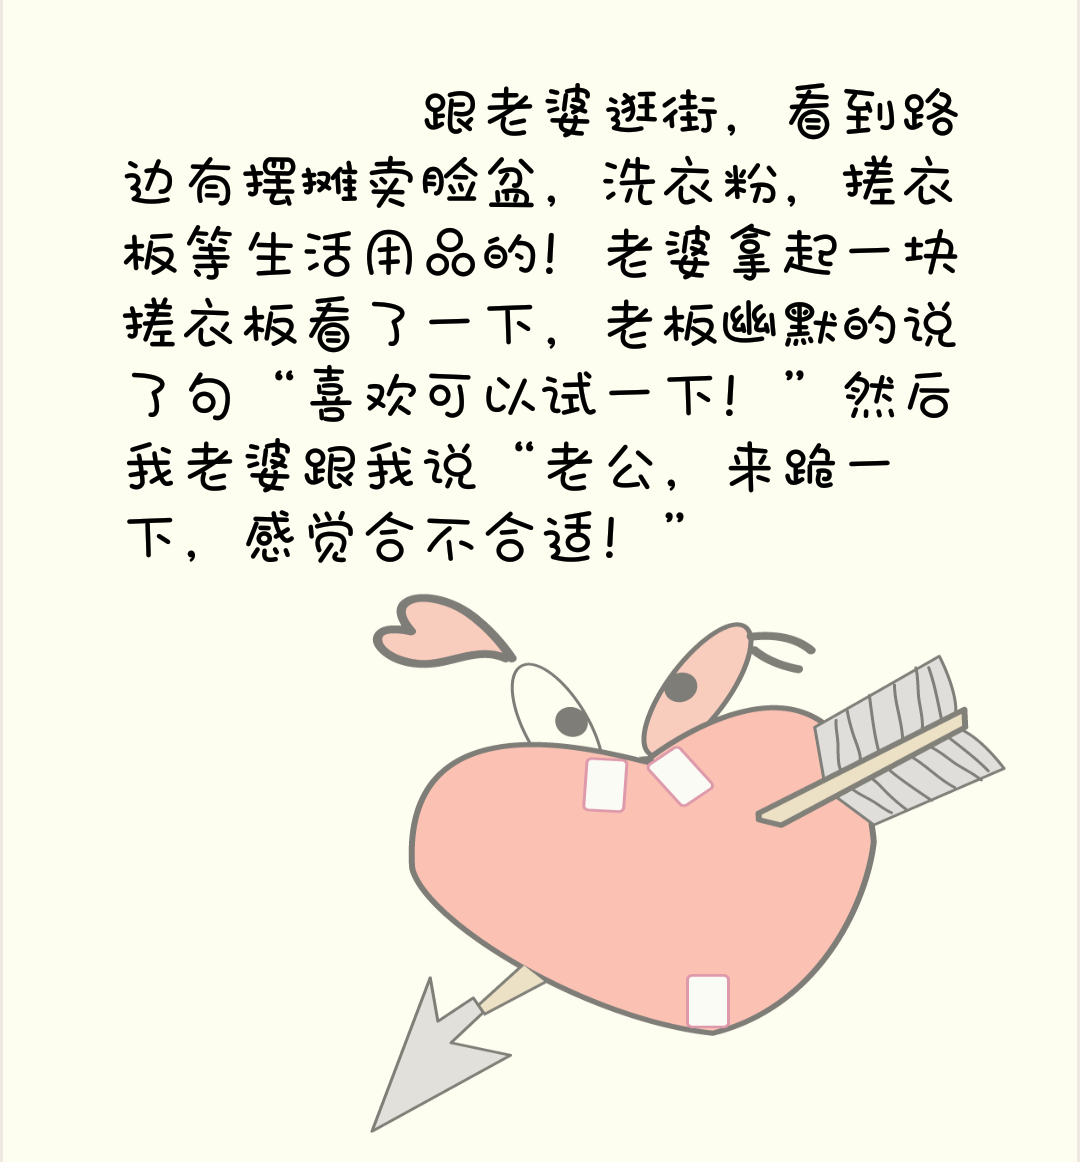 跟老婆逛街，看到路
边有摆摊卖脸盆，洗衣粉，搓衣
板等生活用品的！老婆拿起一块
搓衣板看了一下，老板幽默的说
了句“喜欢可以试一下！”然后
我老婆跟我说“老公，来跪一
下，感觉合不合适！”